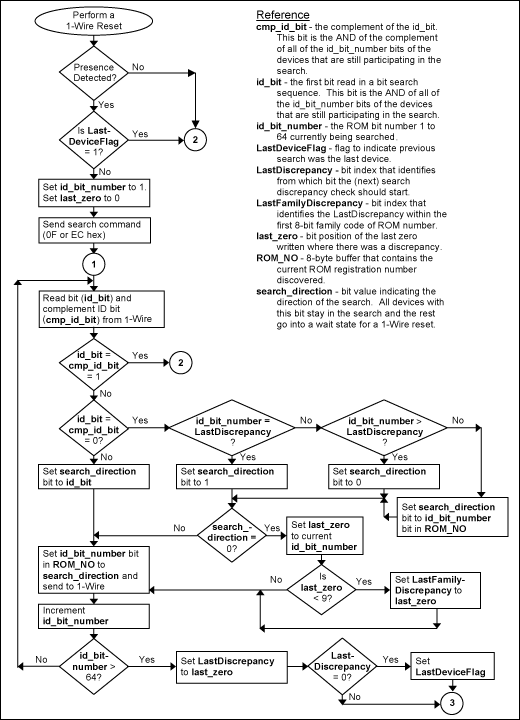 Perform a
1-Wire Reset
Presence
Detected?
No
Yes
Is Last-
DeviceFlag
= 1?
Yes
2
No
Set id_bit_number to 1.
Set last_zero to 0
Send search command
(0F or EC hex)
1
Read bit (id_bit) and
complement ID bit
(cmp_id_bit) from 1-Wire
id_bit =
cmp_id_bit
= 1
Yes
2
No
id_bit =
cmp_id_bit
= 0?
Yes
id_bit_number =
LastDiscrepancy
?
No
id_bit_number >
LastDiscrepancy
?
No
No
Yes
Yes
Set search_direction
bit to id_bit
Set search_direction
bit to 1
Set search_direction
bit to 0
Set search_direction
bit to id_bit_number
bit in ROM_NO
No
search_-
direction =
0?
Yes
Set last_zero
to current
id_bit_number
Set id_bit_number bit
in ROM_NO to
search_direction and
send to 1-Wire
No
Is
last_zero
< 9?
Yes
Set LastFamily-
Discrepancy to
last_zero
Increment
id_bit_number
No
id_bit-
number >
64?
Yes
Set LastDiscrepancy
to last_zero
Last-
Discrepancy
= 0?
Yes
Set
LastDeviceFlag
No
3
Reference
cmp_id_bit - the complement of the id_bit.
This bit is the AND of the complement
of all of the id_bit_number bits of the
devices that are still participating in the
search.
id_bit - the first bit read in a bit search
sequence. This bit is the AND of all of
the id_bit_number bits of the devices
that are still participating in the search.
id_bit_number - the ROM bit number 1 to
64 currently being searched.
LastDeviceFlag - flag to indicate previous
search was the last device.
LastDiscrepancy - bit index that identifies
from which bit the (next) search
discrepancy check should start.
LastFamilyDiscrepancy - bit index that
identifies the LastDiscrepancy within the
first 8-bit family code of ROM number.
last_zero - bit position of the last zero
written where there was a discrepancy.
ROM_NO - 8-byte buffer that contains the
current ROM registration number
discovered.
search_direction - bit value indicating the
direction of the search. All devices with
this bit stay in the search and the rest
go into a wait state for a 1-Wire reset.